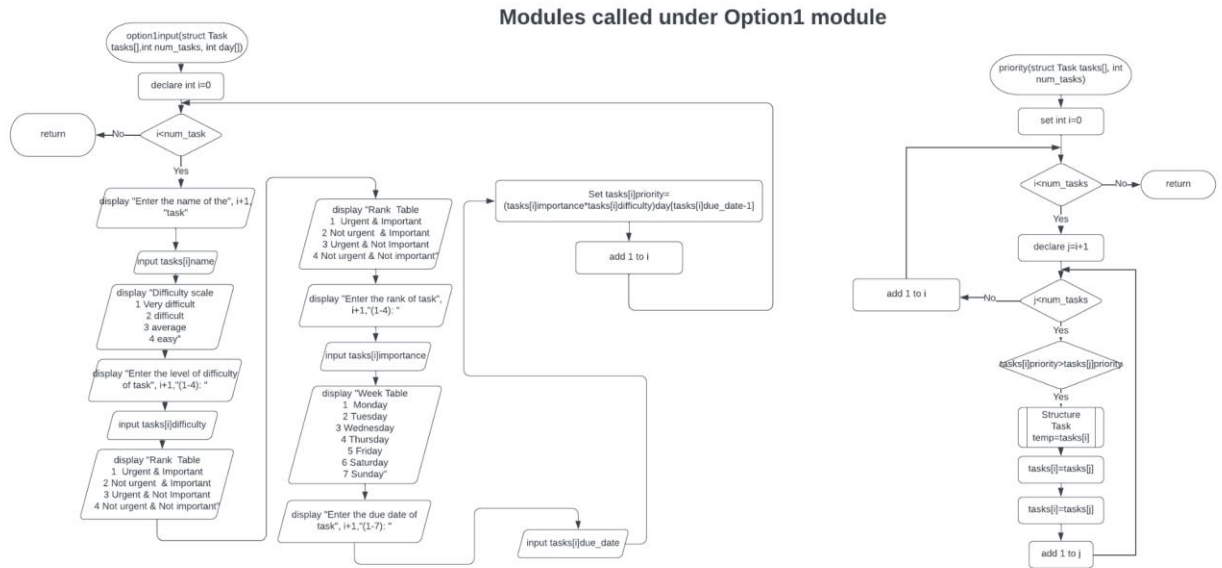 Modules called under Option1 module
option1input(struct Task
tasks[],int num_tasks, int day[])
declare int i=0
i<num_task
No
return
Yes
display "Enter the name of the", i+1,
"task"
input tasks[i]name
display "Difficulty scale
1 Very difficult
2 difficult
3 average
4 easy"
display "Enter the level of difficulty
of task", i+1,"(1-4): "
input tasks[i]difficulty
display "Rank Table
1 Urgent & Important
2 Not urgent & Important
3 Urgent & Not Important
4 Not urgent & Not important"
display "Rank Table
1 Urgent & Important
2 Not urgent & Important
3 Urgent & Not Important
4 Not urgent & Not important"
display "Enter the rank of task",
i+1,"(1-4): "
input tasks[i]importance
display "Week Table
1 Monday
2 Tuesday
3 Wednesday
4 Thursday
5 Friday
6 Saturday
7 Sunday"
display "Enter the due date of
task", i+1,"(1-7): "
input tasks[i]due_date
Set tasks[i]priority=
(tasks[i]importance*tasks[i]difficulty)day[tasks[i]due_date-1]
add 1 to i
priority(struct Task tasks[], int
num_tasks)
set int i=0
i<num_tasks
No
return
Yes
declare j=i+1
j<num_tasks
No
add 1 to i
Yes
tasks[i]priority>tasks[j]priority
Yes
Structure
Task
temp=tasks[i]
tasks[i]=tasks[j]
tasks[i]=tasks[j]
add 1 to j